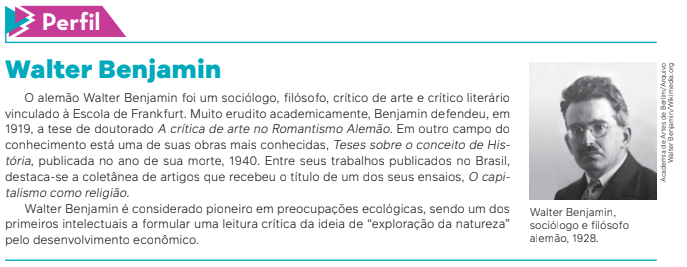 Perfil
Walter Benjamin
O alemão Walter Benjamin foi um sociólogo, filósofo, crítico de arte e crítico literário
vinculado à Escola de Frankfurt. Muito erudito academicamente, Benjamin defendeu, em
1919, a tese de doutorado A crítica de arte no Romantismo Alemão. Em outro campo do
conhecimento está uma de suas obras mais conhecidas, Teses sobre o conceito de His-
tória, publicada no ano de sua morte, 1940. Entre seus trabalhos publicados no Brasil,
destaca-se a coletânea de artigos que recebeu o título de um dos seus ensaios, O capi-
talismo como religião.
Walter Benjamin é considerado pioneiro em preocupações ecológicas, sendo um dos
primeiros intelectuais a formular uma leitura crítica da ideia de “exploração da natureza”
pelo desenvolvimento econômico.
Academia de Artes de Berlim/Arquivo
Walter Benjamin/Wikimedia.org
Walter Benjamin,
sociólogo e filósofo
alemão, 1928.